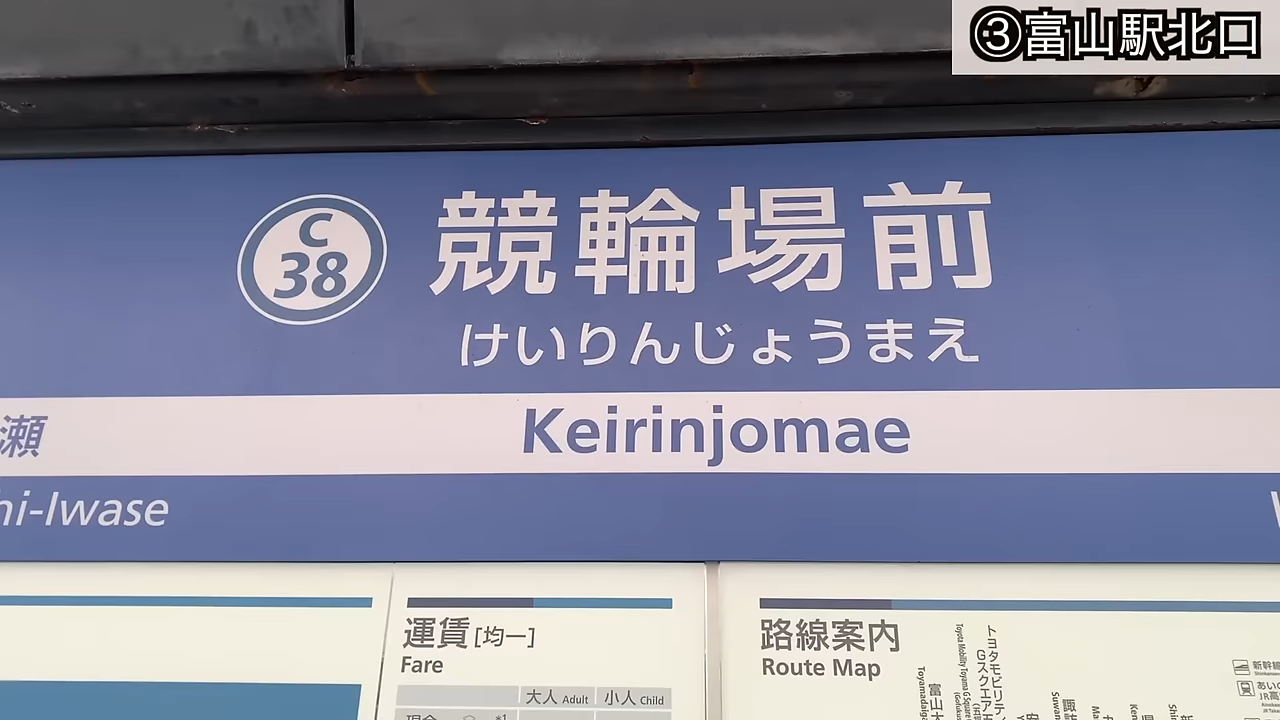 ③富山駅北口
C
38
競輪場前
けいりんじょうまえ
瀬
Keirinjomae
hi-Iwase
運賃[均一]
Fare
大人 Adult
小人 Child
路線案内
Route Map